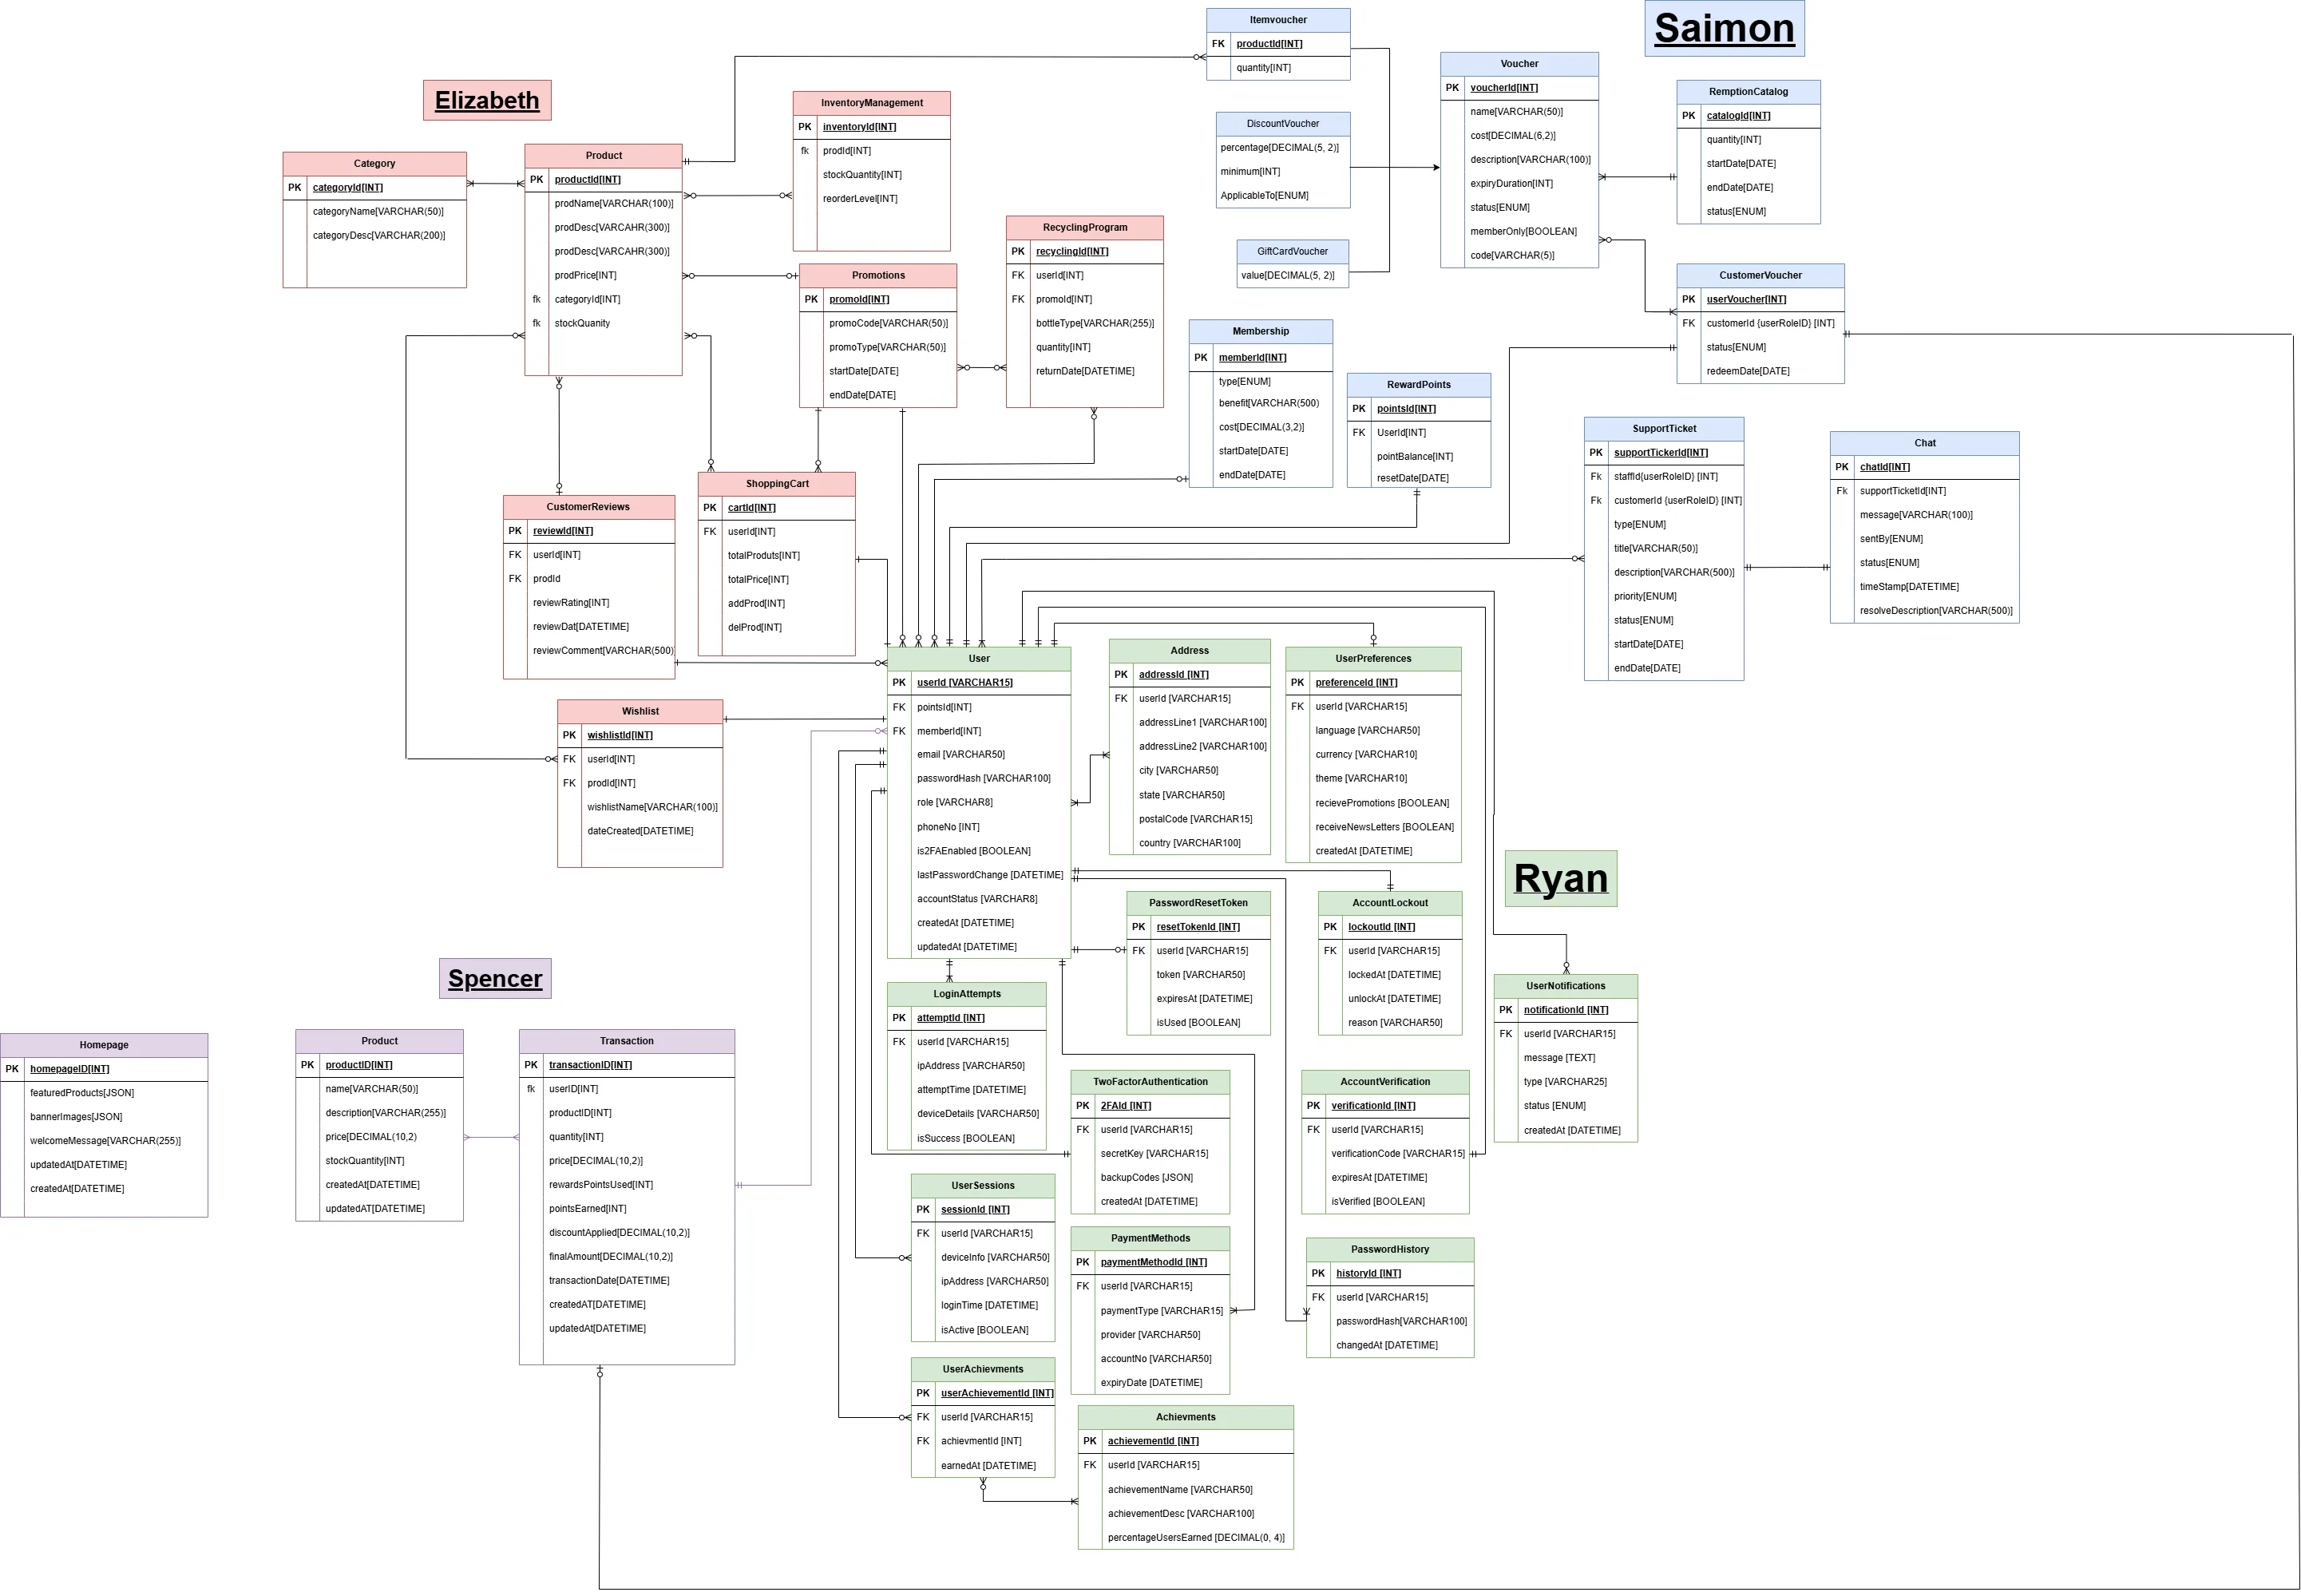 Saimon
Itemvoucher
FK productId[INT]
quantity[INT]
DiscountVoucher
percentage[DECIMAL(5, 2)]
minimum[INT]
ApplicableTo[ENUM]
GiftCardVoucher
value[DECIMAL(5, 2)]
Voucher
PK voucherId[INT]
name[VARCHAR(50)]
cost[DECIMAL(6,2)]
description[VARCHAR(100)]
expiryDuration[INT]
status[ENUM]
memberOnly[BOOLEAN]
code[VARCHAR(5)]
RemptionCatalog
PK catalogId[INT]
quantity[INT]
startDate[DATE]
endDate[DATE]
status[ENUM]
CustomerVoucher
PK userVoucher[INT]
FK customerId {userRoleID} [INT]
status[ENUM]
redeemDate[DATE]
Membership
PK memberId[INT]
type[ENUM]
benefit[VARCHAR(500)
cost[DECIMAL(3,2)]
startDate[DATE]
endDate[DATE]
RewardPoints
PK pointsId[INT]
FK UserId[INT]
pointBalance[INT]
resetDate[DATE]
SupportTicket
PK supportTickerId[INT]
Fk staffId{userRoleID} [INT]
Fk customerId {userRoleID} [INT]
type[ENUM]
title[VARCHAR(50)]
description[VARCHAR(500)]
priority[ENUM]
status[ENUM]
startDate[DATE]
endDate[DATE]
Chat
PK chatId[INT]
Fk supportTicketId[INT]
message[VARCHAR(100)]
sentBy[ENUM]
status[ENUM]
timeStamp[DATETIME]
resolveDescription[VARCHAR(500)]
Elizabeth
Category
PK categoryId[INT]
categoryName[VARCHAR(50)]
categoryDesc[VARCHAR(200)]
Product
PK productId[INT]
prodName[VARCHAR(100)]
prodDesc[VARCAHR(300)]
prodDesc[VARCAHR(300)]
prodPrice[INT]
fk categoryId[INT]
fk stockQuanity
InventoryManagement
PK inventoryId[INT]
fk prodId[INT]
stockQuantity[INT]
reorderLevel[INT]
Promotions
PK promoId[INT]
promoCode[VARCHAR(50)]
promoType[VARCHAR(50)]
startDate[DATE]
endDate[DATE]
RecyclingProgram
PK recyclingId[INT]
FK userId[INT]
FK promoId[INT]
bottleType[VARCHAR(255)]
quantity[INT]
returnDate[DATETIME]
CustomerReviews
PK reviewId[INT]
FK userId[INT]
FK prodId
reviewRating[INT]
reviewDat[DATETIME]
reviewComment[VARCHAR(500)
ShoppingCart
PK cartId[INT]
FK userId[INT]
totalProduts[INT]
totalPrice[INT]
addProd[INT]
delProd[INT]
Wishlist
PK wishlistId[INT]
FK userId[INT]
FK prodId[INT]
wishlistName[VARCHAR(100)]
dateCreated[DATETIME]
User
PK userId [VARCHAR15]
FK pointsId[INT]
FK memberId[INT]
email [VARCHAR50]
passwordHash [VARCHAR100]
role [VARCHAR8]
phoneNo [INT]
is2FAEnabled [BOOLEAN]
lastPasswordChange [DATETIME]
accountStatus [VARCHAR8]
createdAt [DATETIME]
updatedAt [DATETIME]
Address
PK addressId [INT]
FK userId [VARCHAR15]
addressLine1 [VARCHAR100]
addressLine2 [VARCHAR100]
city [VARCHAR50]
state [VARCHAR50]
postalCode [VARCHAR15]
country [VARCHAR100]
UserPreferences
PK preferenceId [INT]
FK userId [VARCHAR15]
language [VARCHAR50]
currency [VARCHAR10]
theme [VARCHAR10]
recievePromotions [BOOLEAN]
receiveNewsLetters [BOOLEAN]
createdAt [DATETIME]
Ryan
PasswordResetToken
PK resetTokenId [INT]
FK userId [VARCHAR15]
token [VARCHAR50]
expiresAt [DATETIME]
isUsed [BOOLEAN]
AccountLockout
PK lockoutId [INT]
FK userId [VARCHAR15]
lockedAt [DATETIME]
unlockAt [DATETIME]
reason [VARCHAR50]
UserNotifications
PK notificationId [INT]
FK userId [VARCHAR15]
message [TEXT]
type [VARCHAR25]
status [ENUM]
createdAt [DATETIME]
LoginAttempts
PK attemptId [INT]
FK userId [VARCHAR15]
ipAddress [VARCHAR50]
attemptTime [DATETIME]
deviceDetails [VARCHAR50]
isSuccess [BOOLEAN]
TwoFactorAuthentication
PK 2FAId [INT]
FK userId [VARCHAR15]
secretKey [VARCHAR15]
backupCodes [JSON]
createdAt [DATETIME]
AccountVerification
PK verificationId [INT]
FK userId [VARCHAR15]
verificationCode [VARCHAR15]
expiresAt [DATETIME]
isVerified [BOOLEAN]
UserSessions
PK sessionId [INT]
FK userId [VARCHAR15]
deviceInfo [VARCHAR50]
ipAddress [VARCHAR50]
loginTime [DATETIME]
isActive [BOOLEAN]
PaymentMethods
PK paymentMethodId [INT]
FK userId [VARCHAR15]
paymentType [VARCHAR15]
provider [VARCHAR50]
accountNo [VARCHAR50]
expiryDate [DATETIME]
PasswordHistory
PK historyId [INT]
FK userId [VARCHAR15]
passwordHash[VARCHAR100]
changedAt [DATETIME]
UserAchievments
PK userAchievementId [INT]
FK userId [VARCHAR15]
FK achievmentId [INT]
earnedAt [DATETIME]
Achievments
PK achievementId [INT]
FK userId [VARCHAR15]
achievementName [VARCHAR50]
achievementDesc [VARCHAR100]
percentageUsersEarned [DECIMAL(0, 4)]
Spencer
Homepage
PK homepageID[INT]
featuredProducts[JSON]
bannerImages[JSON]
welcomeMessage[VARCHAR(255)]
updatedAt[DATETIME]
createdAt[DATETIME]
Product
PK productID[INT]
name[VARCHAR(50)]
description[VARCHAR(255)]
price[DECIMAL(10,2)
stockQuantity[INT]
createdAt[DATETIME]
updatedAT[DATETIME]
Transaction
PK transactionID[INT]
fk userID[INT]
productID[INT]
quantity[INT]
price[DECIMAL(10,2)]
rewardsPointsUsed[INT]
pointsEarned[INT]
discountApplied[DECIMAL(10,2)]
finalAmount[DECIMAL(10,2)]
transactionDate[DATETIME]
createdAT[DATETIME]
updatedAt[DATETIME]